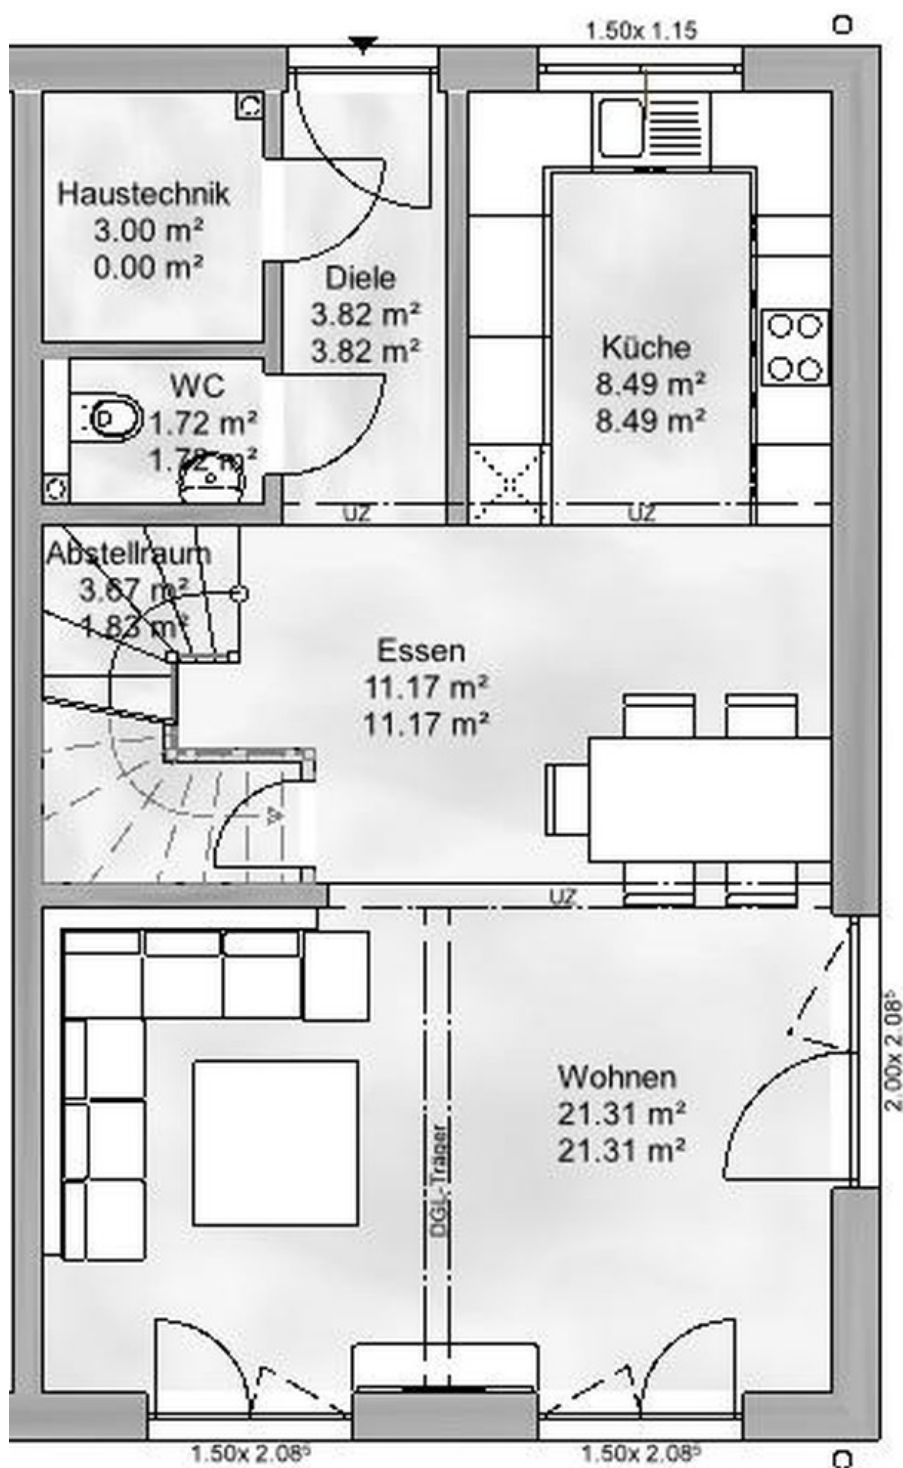 1.50x 1.15
Haustechnik
3.00 m²
0.00 m²
Diele
3.82 m²
3.82 m²
Küche
8.49 m²
8.49 m²
WC
1.72 m²
1.72 m²
UZ
UZ
Abstellraum
3.67 m²
1.83 m²
Essen
11.17 m²
11.17 m²
UZ
2.00x 2.08⁵
Wohnen
21.31 m²
21.31 m²
DGL-Träger
1.50x 2.08⁵
1.50x 2.08⁵